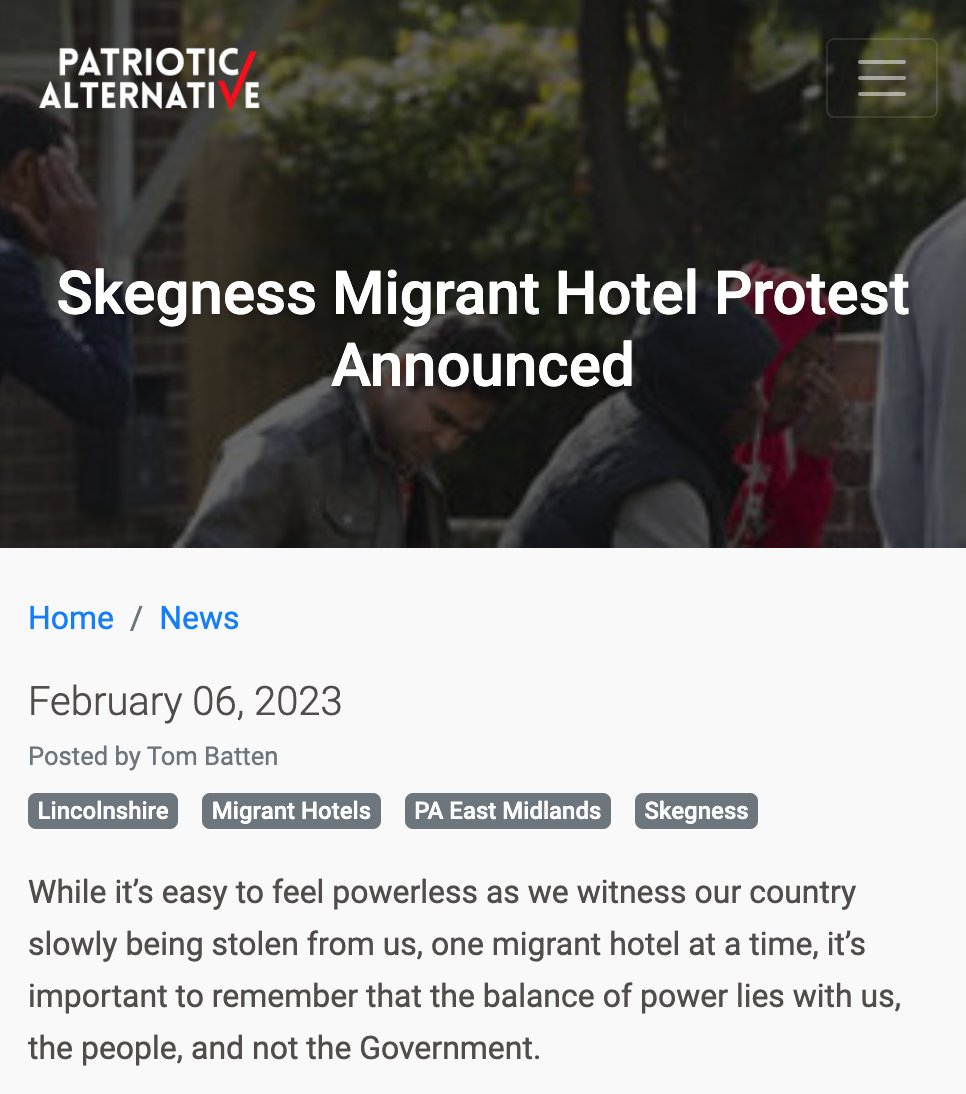 PATRIOTIC
ALTERNATIVE
Skegness Migrant Hotel Protest
Announced
Home / News
February 06, 2023
Posted by Tom Batten
Lincolnshire Migrant Hotels PA East Midlands Skegness
While it’s easy to feel powerless as we witness our country
slowly being stolen from us, one migrant hotel at a time, it’s
important to remember that the balance of power lies with us,
the people, and not the Government.